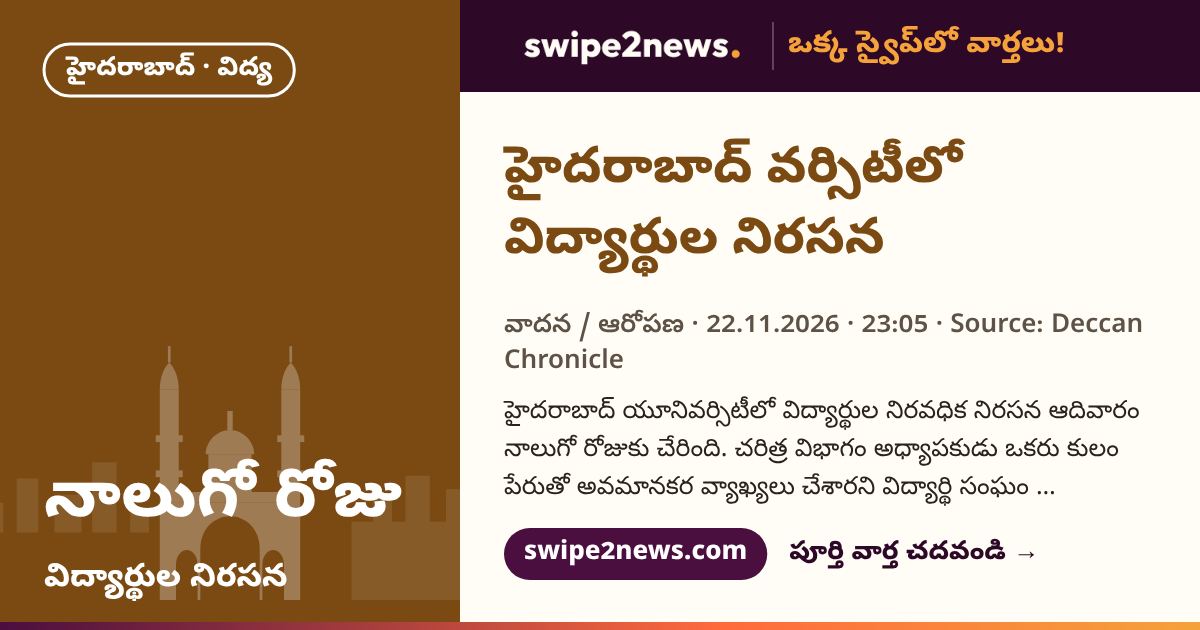 హైదరాబాద్ · విద్య
నాలుగో రోజు
విద్యార్థుల నిరసన
swipe2news.
ఒక్క స్వైప్‌లో వార్తలు!
హైదరాబాద్ వర్సిటీలో
విద్యార్థుల నిరసన
వాదన / ఆరోపణ · 22.11.2026 · 23:05 · Source: Deccan
Chronicle
హైదరాబాద్ యూనివర్సిటీలో విద్యార్థుల నిరవధిక నిరసన ఆదివారం
నాలుగో రోజుకు చేరింది. చరిత్ర విభాగం అధ్యాపకుడు ఒకరు కులం
పేరుతో అవమానకర వ్యాఖ్యలు చేశారని విద్యార్థి సంఘం ...
swipe2news.com
పూర్తి వార్త చదవండి →